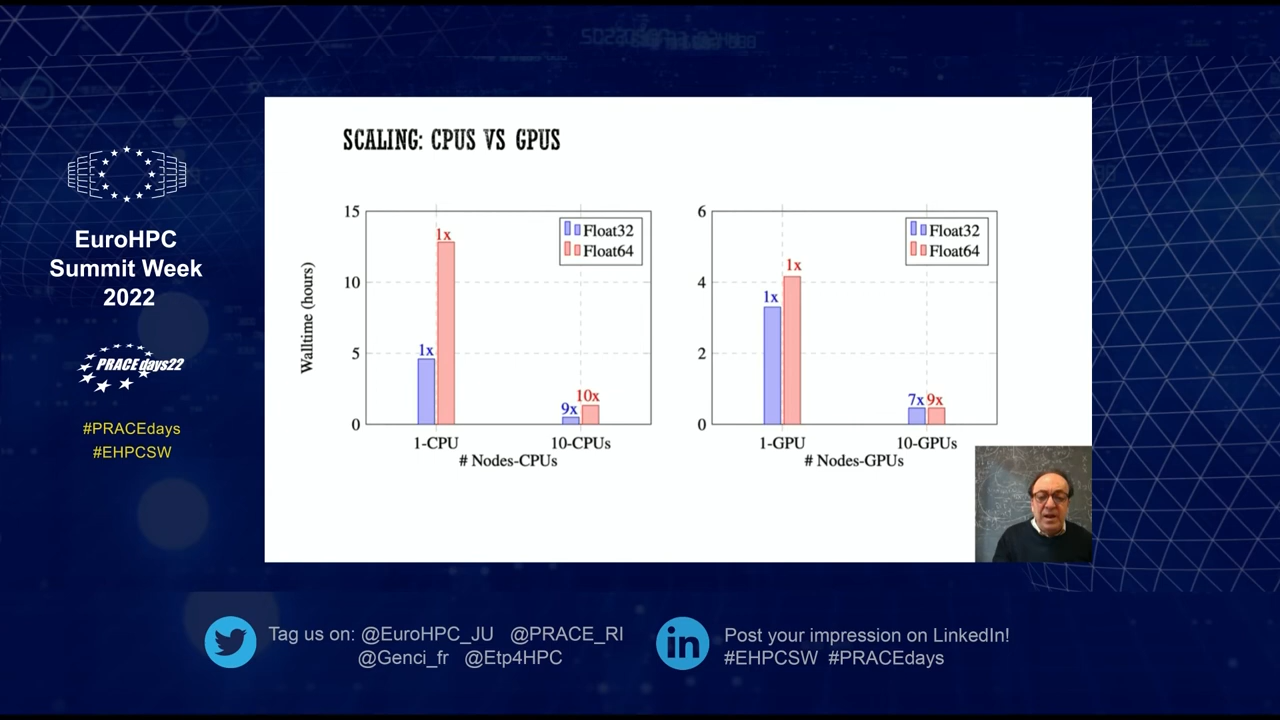 EuroHPC
Summit Week
2022
PRACEdays22
#PRACEdays
#EHPCSW
SCALING: CPUS VS GPUS
Walltime (hours)
15
10
5
0
1x
1x
9x
10x
Float32
Float64
1-CPU
10-CPUs
# Nodes-CPUs
6
4
2
0
1x
1x
7x
9x
Float32
Float64
1-GPU
10-GPUs
# Nodes-GPUs
Tag us on: @EuroHPC_JU @PRACE_RI
@Genci_fr @Etp4HPC
in
Post your impression on LinkedIn!
#EHPCSW #PRACEdays